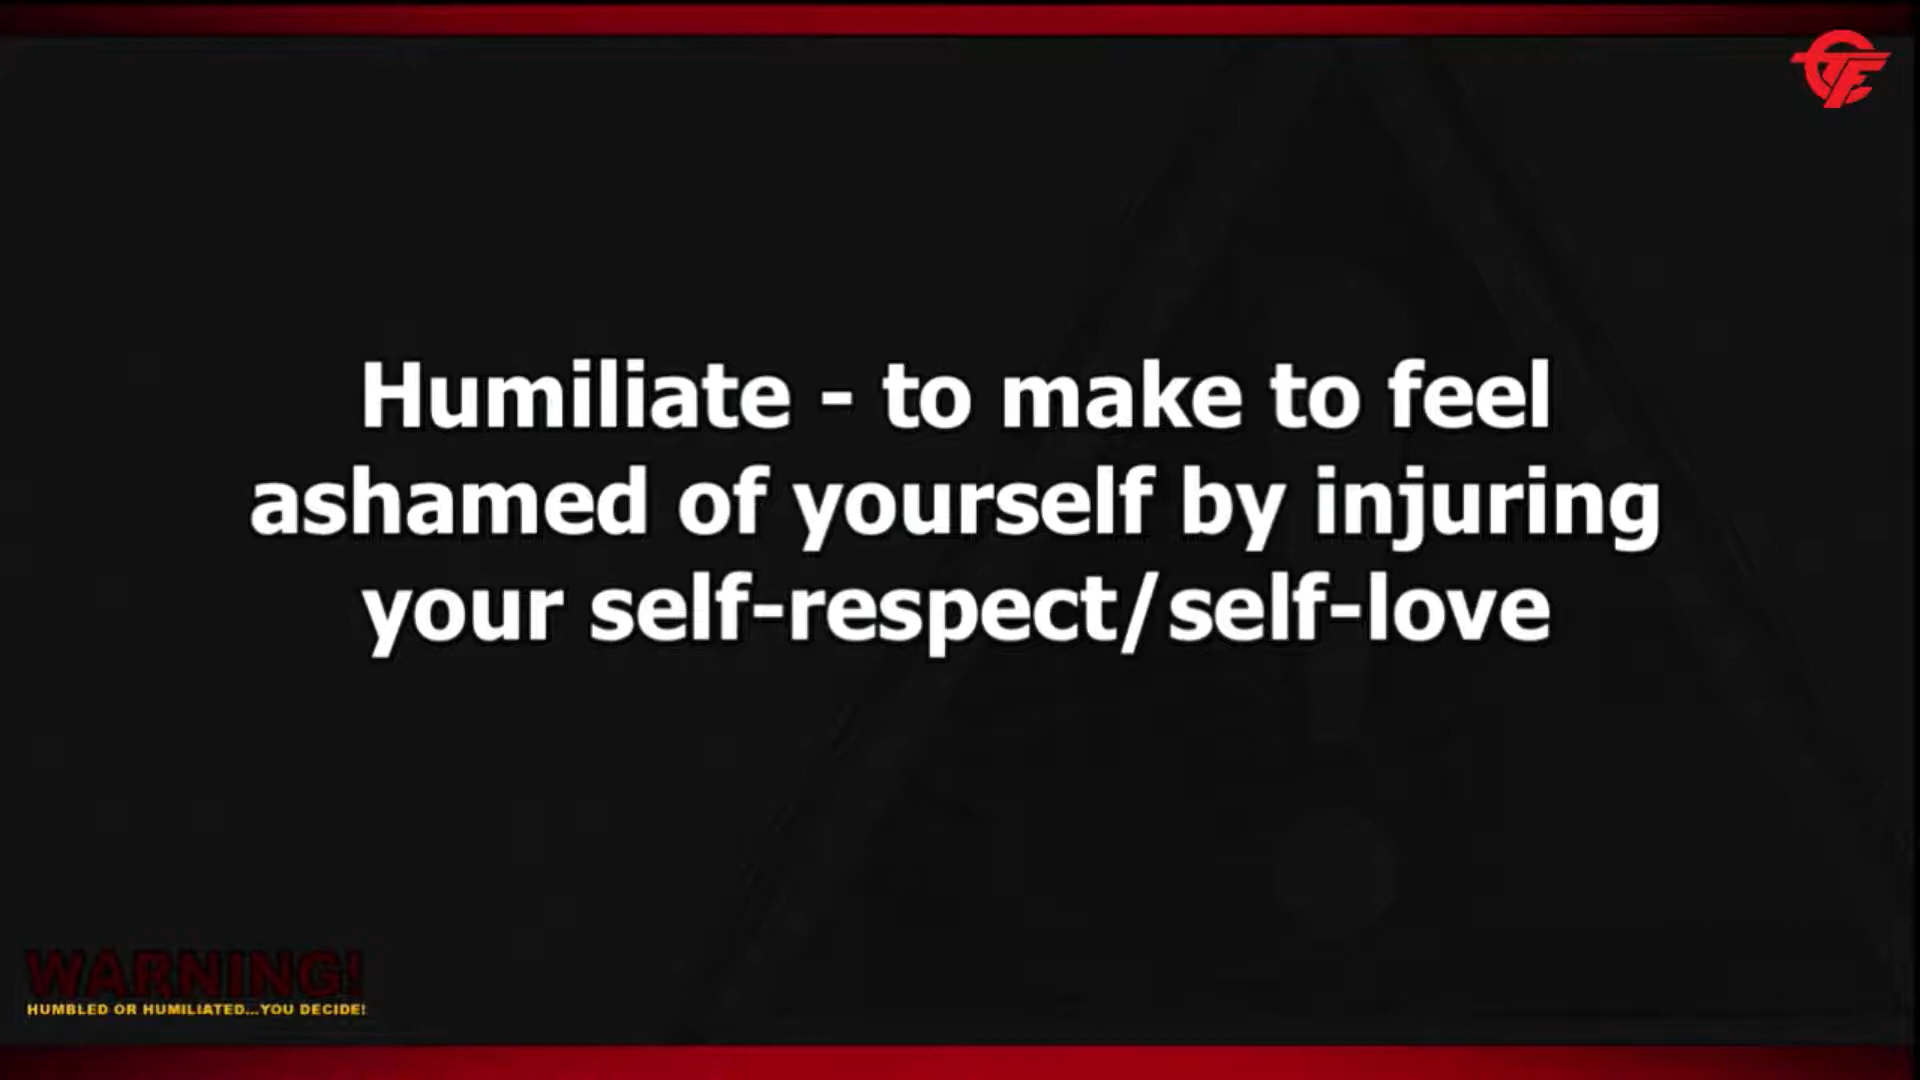 Humiliate - to make to feel
ashamed of yourself by injuring
your self-respect/self-love
WARNING!
HUMBLED OR HUMILIATED...YOU DECIDE!